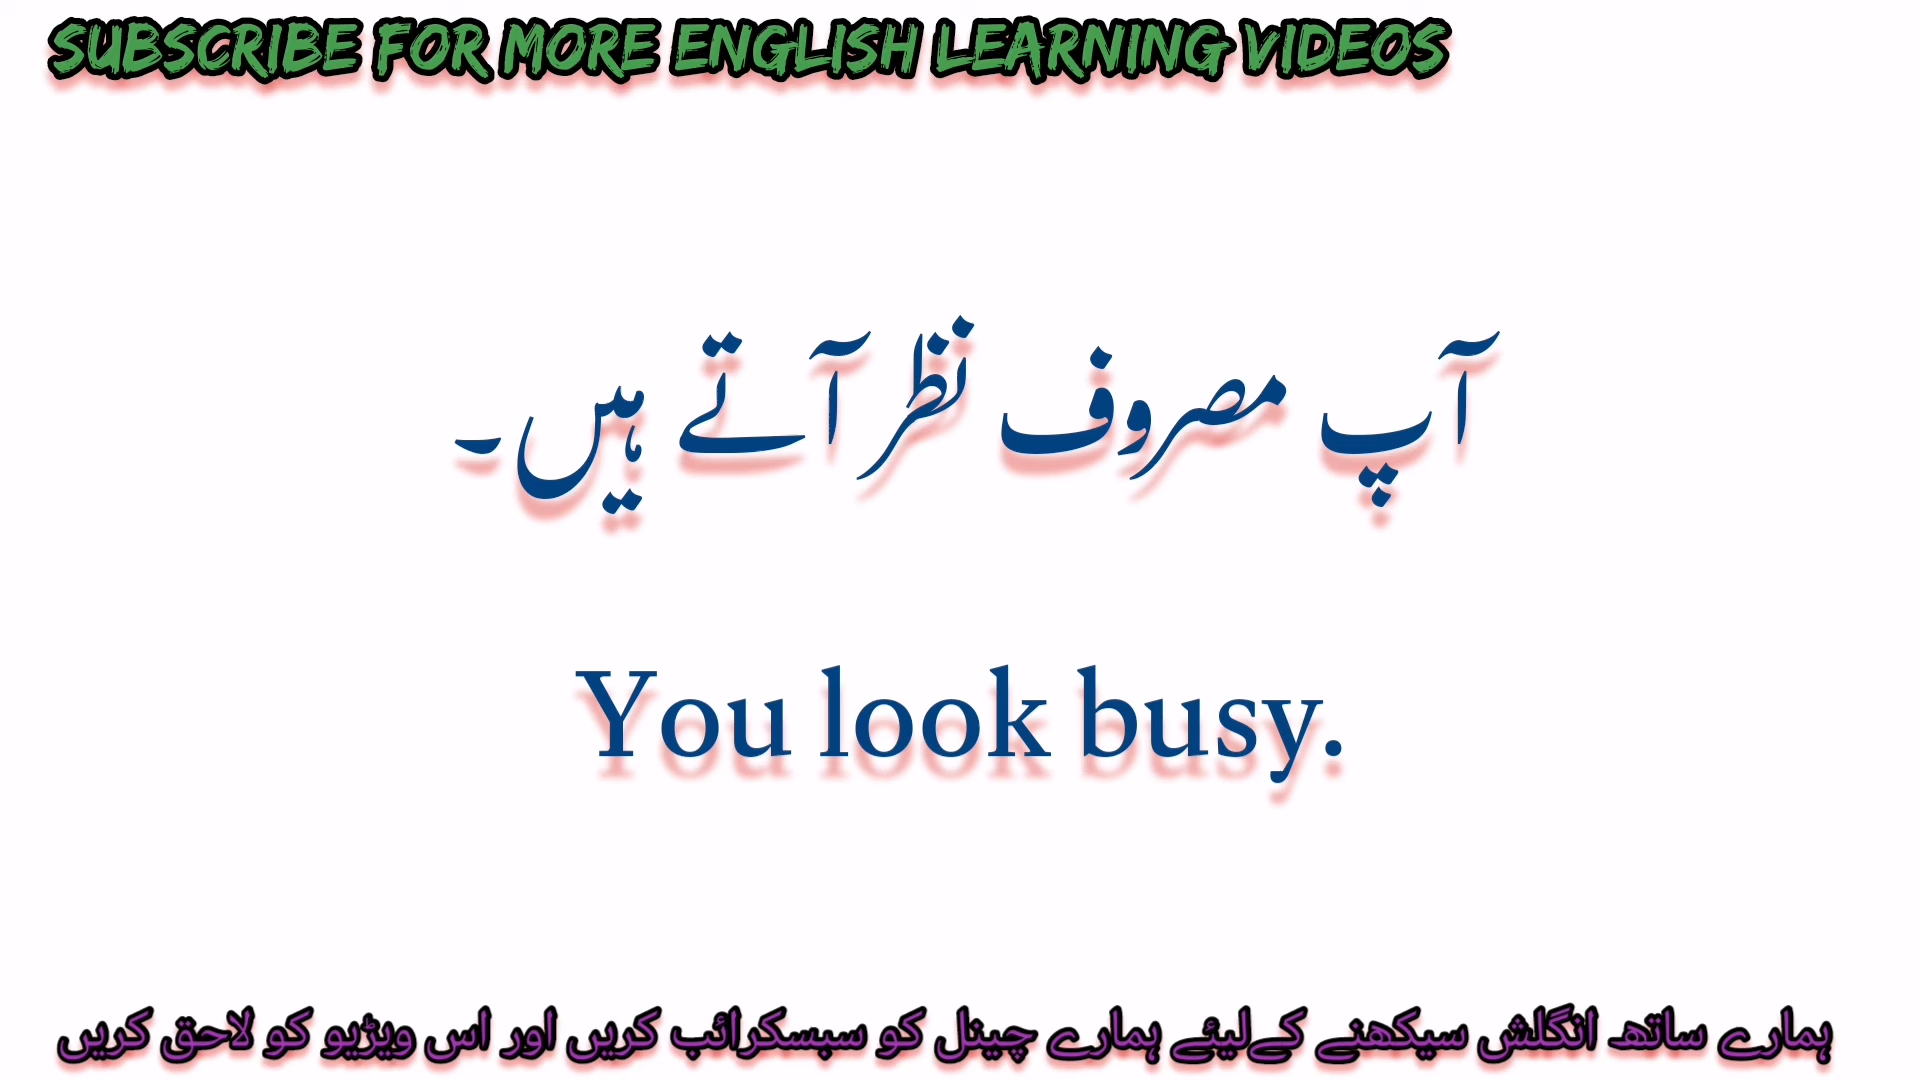 SUBSCRIBE FOR MORE ENGLISH LEARNING VIDEOS
آپ مصروف نظر آتے ہیں۔
You look busy.
ہمارے ساتھ انگلش سیکھنے کےلیئے ہمارے چینل کو سبسکرائب کریں اور اس ویڑیو کو لاحق کریں